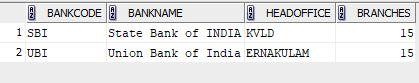 BANKCODE BANKNAME HEADOFFICE BRANCHES
1 SBI State Bank of INDIA KVLD 15
2 UBI Union Bank of India ERNAKULAM 15